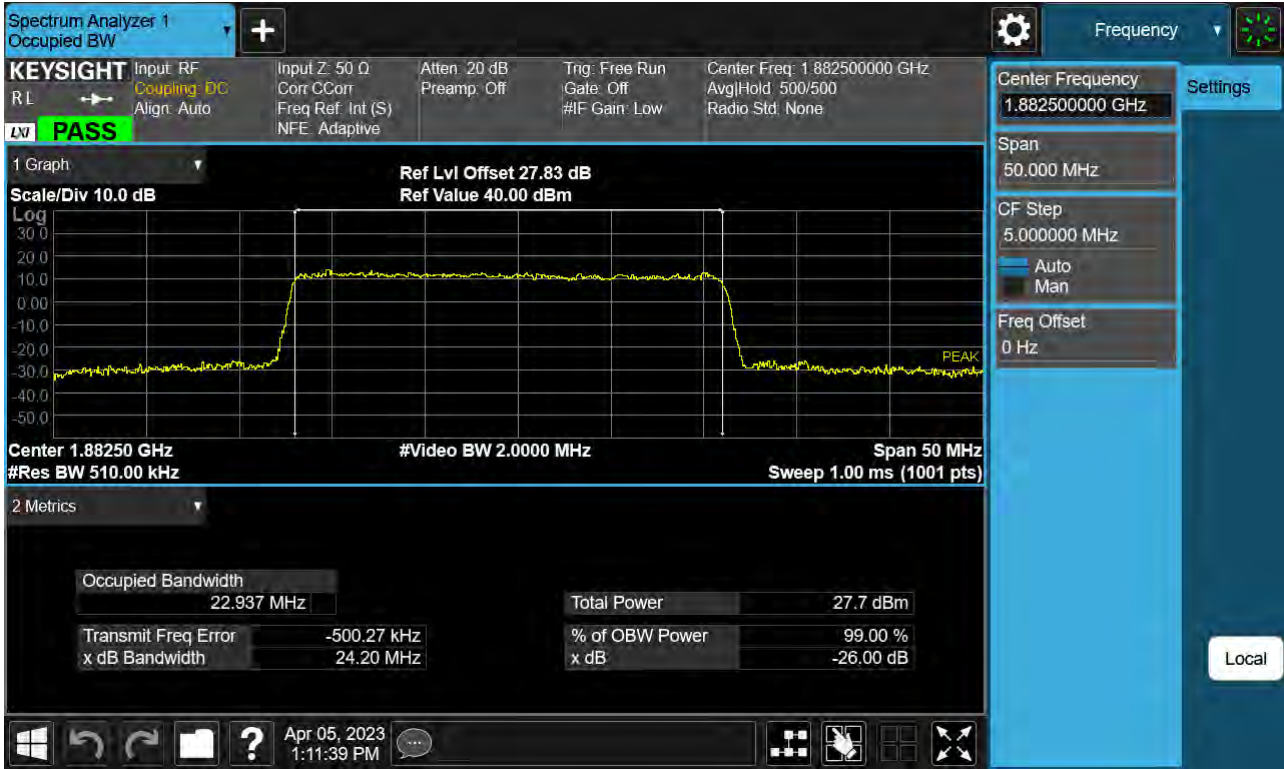 Spectrum Analyzer 1
Occupied BW
+
Frequency
KEYSIGHT
RL
LXI PASS
Input: RF
Coupling: DC
Align: Auto
Input Z: 50 Ω
Corr CCorr
Freq Ref: Int (S)
NFE: Adaptive
Atten: 20 dB
Preamp: Off
Trig: Free Run
Gate: Off
#IF Gain: Low
Center Freq: 1.882500000 GHz
Avg|Hold: 500/500
Radio Std: None
1 Graph
Scale/Div 10.0 dB
Ref Lvl Offset 27.83 dB
Ref Value 40.00 dBm
Log
30.0
20.0
10.0
0.00
-10.0
-20.0
-30.0
-40.0
-50.0
PEAK
Center 1.88250 GHz
#Video BW 2.0000 MHz
Span 50 MHz
#Res BW 510.00 kHz
Sweep 1.00 ms (1001 pts)
2 Metrics
Occupied Bandwidth
22.937 MHz
Total Power 27.7 dBm
Transmit Freq Error -500.27 kHz
% of OBW Power 99.00 %
x dB Bandwidth 24.20 MHz
x dB -26.00 dB
Center Frequency
1.882500000 GHz
Settings
Span
50.000 MHz
CF Step
5.000000 MHz
Auto
Man
Freq Offset
0 Hz
Local
?
Apr 05, 2023
1:11:39 PM